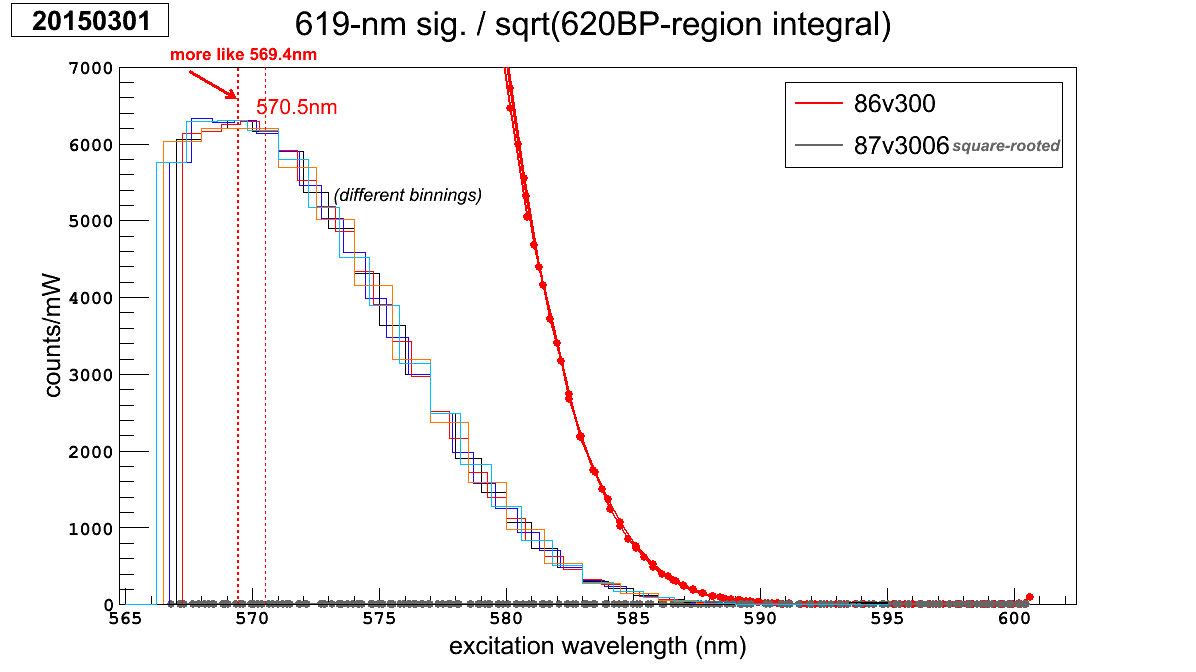 20150301
619-nm sig. / sqrt(620BP-region integral)
more like 569.4nm
570.5nm
86v300
87v3006 square-rooted
(different binnings)
counts/mW
7000
6000
5000
4000
3000
2000
1000
0
565 570 575 580 585 590 595 600
excitation wavelength (nm)